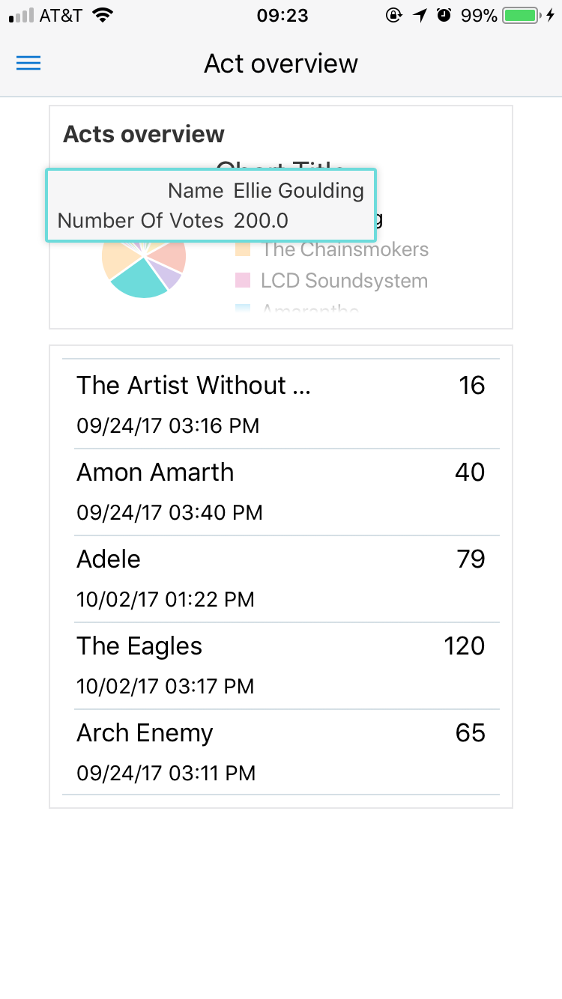 AT&T 09:23 99%
Act overview
Acts overview
Chart Title
Name Ellie Goulding
Number Of Votes 200.0
The Chainsmokers
LCD Soundsystem
Amaranthe
The Artist Without ... 16
09/24/17 03:16 PM
Amon Amarth 40
09/24/17 03:40 PM
Adele 79
10/02/17 01:22 PM
The Eagles 120
10/02/17 03:17 PM
Arch Enemy 65
09/24/17 03:11 PM